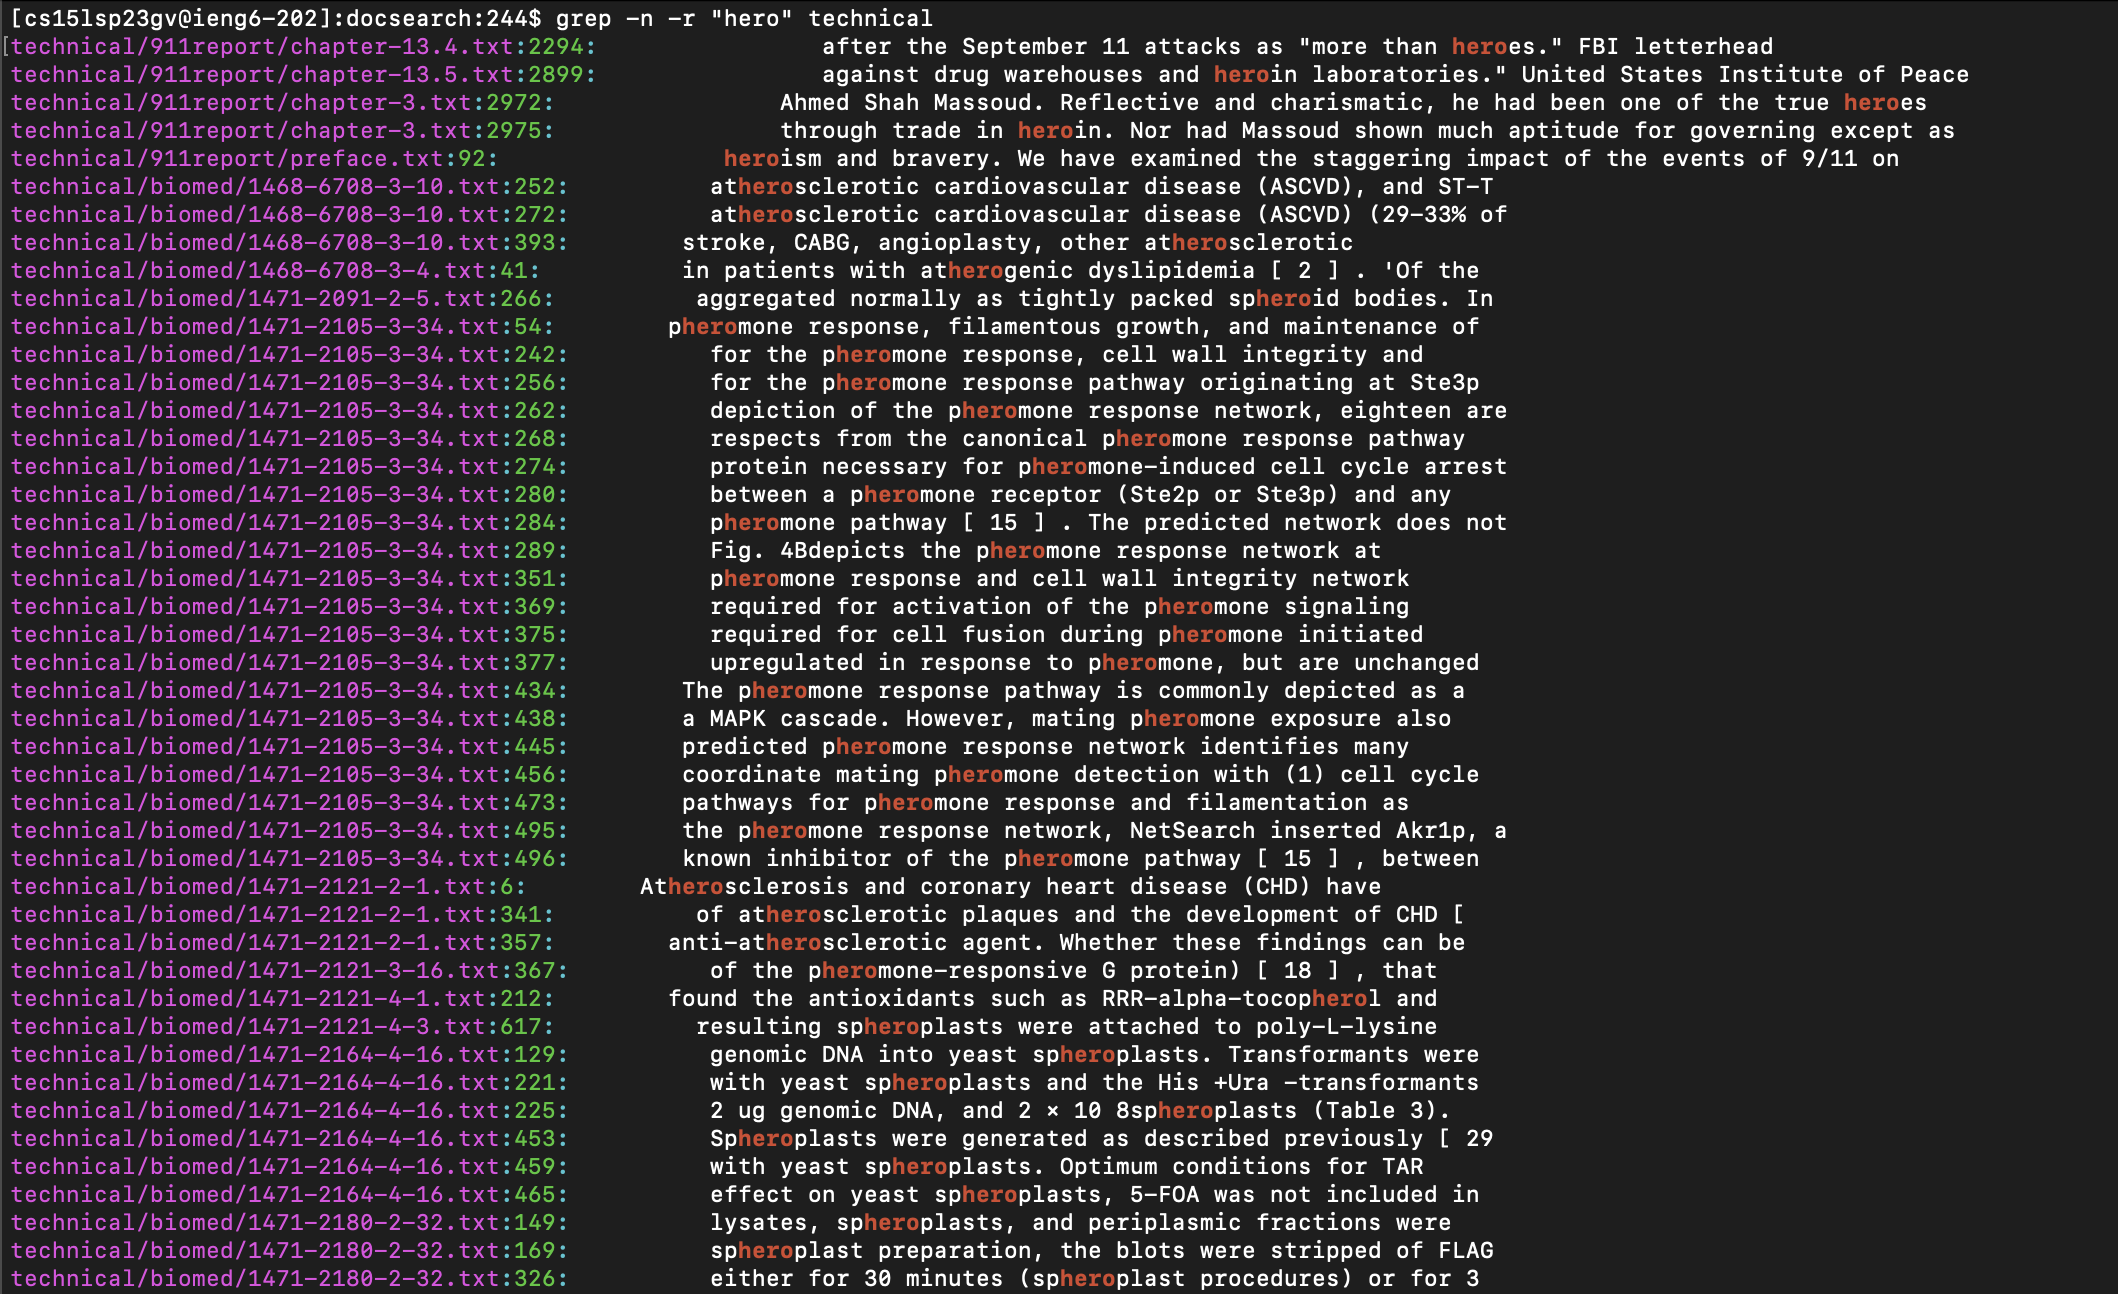 [cs15lsp23gv@ieng6-202]:docsearch:244$ grep -n -r "hero" technical
technical/911report/chapter-13.4.txt:2294:                after the September 11 attacks as "more than heroes." FBI letterhead
technical/911report/chapter-13.5.txt:2899:                against drug warehouses and heroin laboratories." United States Institute of Peace
technical/911report/chapter-3.txt:2972:                Ahmed Shah Massoud. Reflective and charismatic, he had been one of the true heroes
technical/911report/chapter-3.txt:2975:                through trade in heroin. Nor had Massoud shown much aptitude for governing except as
technical/911report/preface.txt:92:                heroism and bravery. We have examined the staggering impact of the events of 9/11 on
technical/biomed/1468-6708-3-10.txt:252:          atherosclerotic cardiovascular disease (ASCVD), and ST-T
technical/biomed/1468-6708-3-10.txt:272:          atherosclerotic cardiovascular disease (ASCVD) (29-33% of
technical/biomed/1468-6708-3-10.txt:393:        stroke, CABG, angioplasty, other atherosclerotic
technical/biomed/1468-6708-3-4.txt:41:          in patients with atherogenic dyslipidemia [ 2 ] . 'Of the
technical/biomed/1471-2091-2-5.txt:266:          aggregated normally as tightly packed spheroid bodies. In
technical/biomed/1471-2105-3-34.txt:54:        pheromone response, filamentous growth, and maintenance of
technical/biomed/1471-2105-3-34.txt:242:          for the pheromone response, cell wall integrity and
technical/biomed/1471-2105-3-34.txt:256:          for the pheromone response pathway originating at Ste3p
technical/biomed/1471-2105-3-34.txt:262:          depiction of the pheromone response network, eighteen are
technical/biomed/1471-2105-3-34.txt:268:          respects from the canonical pheromone response pathway
technical/biomed/1471-2105-3-34.txt:274:          protein necessary for pheromone-induced cell cycle arrest
technical/biomed/1471-2105-3-34.txt:280:          between a pheromone receptor (Ste2p or Ste3p) and any
technical/biomed/1471-2105-3-34.txt:284:          pheromone pathway [ 15 ] . The predicted network does not
technical/biomed/1471-2105-3-34.txt:289:          Fig. 4Bdepicts the pheromone response network at
technical/biomed/1471-2105-3-34.txt:351:          pheromone response and cell wall integrity network
technical/biomed/1471-2105-3-34.txt:369:          required for activation of the pheromone signaling
technical/biomed/1471-2105-3-34.txt:375:          required for cell fusion during pheromone initiated
technical/biomed/1471-2105-3-34.txt:377:          upregulated in response to pheromone, but are unchanged
technical/biomed/1471-2105-3-34.txt:434:        The pheromone response pathway is commonly depicted as a
technical/biomed/1471-2105-3-34.txt:438:        a MAPK cascade. However, mating pheromone exposure also
technical/biomed/1471-2105-3-34.txt:445:        predicted pheromone response network identifies many
technical/biomed/1471-2105-3-34.txt:456:        coordinate mating pheromone detection with (1) cell cycle
technical/biomed/1471-2105-3-34.txt:473:        pathways for pheromone response and filamentation as
technical/biomed/1471-2105-3-34.txt:495:        the pheromone response network, NetSearch inserted Akr1p, a
technical/biomed/1471-2105-3-34.txt:496:        known inhibitor of the pheromone pathway [ 15 ] , between
technical/biomed/1471-2121-2-1.txt:6:        Atherosclerosis and coronary heart disease (CHD) have
technical/biomed/1471-2121-2-1.txt:341:          of atherosclerotic plaques and the development of CHD [
technical/biomed/1471-2121-2-1.txt:357:        anti-atherosclerotic agent. Whether these findings can be
technical/biomed/1471-2121-3-16.txt:367:          of the pheromone-responsive G protein) [ 18 ] , that
technical/biomed/1471-2121-4-1.txt:212:        found the antioxidants such as RRR-alpha-tocopherol and
technical/biomed/1471-2121-4-3.txt:617:          resulting spheroplasts were attached to poly-L-lysine
technical/biomed/1471-2164-4-16.txt:129:          genomic DNA into yeast spheroplasts. Transformants were
technical/biomed/1471-2164-4-16.txt:221:          with yeast spheroplasts and the His +Ura -transformants
technical/biomed/1471-2164-4-16.txt:225:          2 ug genomic DNA, and 2 × 10 8spheroplasts (Table 3).
technical/biomed/1471-2164-4-16.txt:453:          Spheroplasts were generated as described previously [ 29
technical/biomed/1471-2164-4-16.txt:459:          with yeast spheroplasts. Optimum conditions for TAR
technical/biomed/1471-2164-4-16.txt:465:          effect on yeast spheroplasts, 5-FOA was not included in
technical/biomed/1471-2180-2-32.txt:149:          lysates, spheroplasts, and periplasmic fractions were
technical/biomed/1471-2180-2-32.txt:169:          spheroplast preparation, the blots were stripped of FLAG
technical/biomed/1471-2180-2-32.txt:326:          either for 30 minutes (spheroplast procedures) or for 3